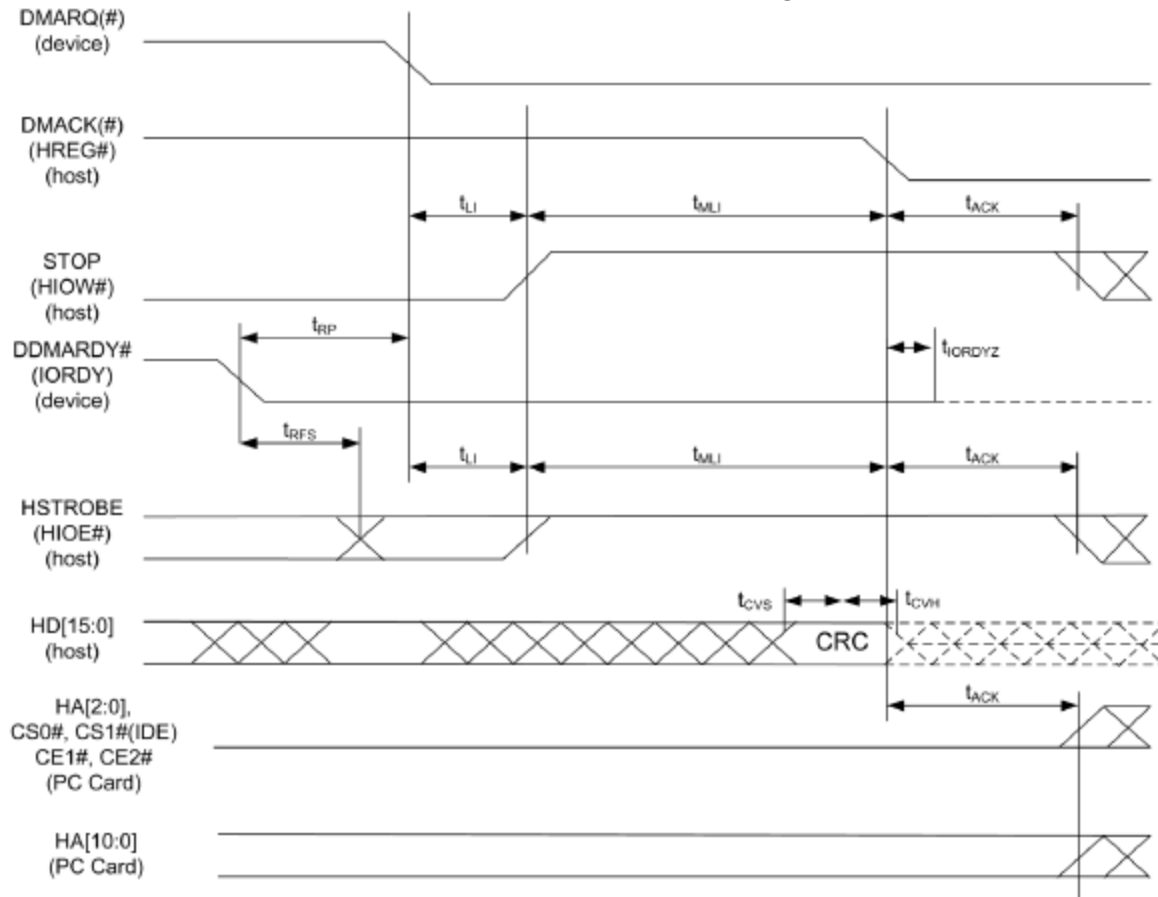 DMARQ(#)
(device)
DMACK(#)
(HREG#)
(host)
tLI
tMLI
tACK
STOP
(HIOW#)
(host)
tRP
DDMARDY#
(IORDY)
(device)
tIORDYZ
tRFS
tLI
tMLI
tACK
HSTROBE
(HIOE#)
(host)
tCVS
tCVH
HD[15:0]
(host)
CRC
HA[2:0],
CS0#, CS1#(IDE)
CE1#, CE2#
(PC Card)
tACK
HA[10:0]
(PC Card)